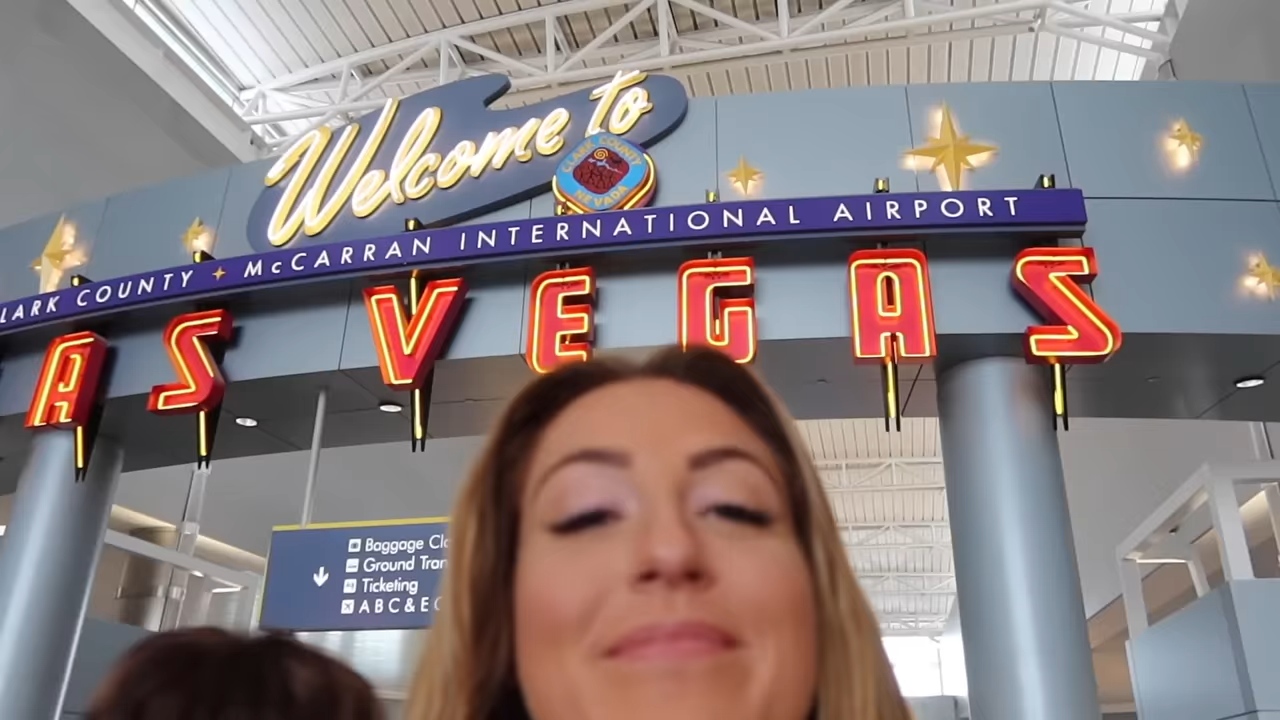 Welcome to
CLARK COUNTY
NEVADA
LARK COUNTY McCARRAN INTERNATIONAL AIRPORT
AS VEGAS
Baggage Cl
Ground Tran
Ticketing
A B C & E G